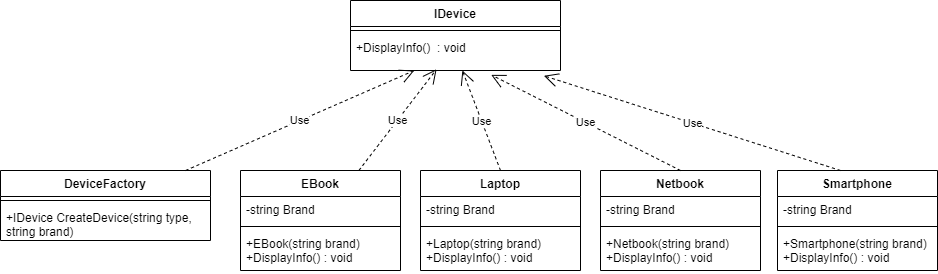 IDevice
+DisplayInfo()  : void
Use
Use
Use
Use
Use
DeviceFactory
+IDevice CreateDevice(string type,
string brand)
EBook
-string Brand
+EBook(string brand)
+DisplayInfo() : void
Laptop
-string Brand
+Laptop(string brand)
+DisplayInfo() : void
Netbook
-string Brand
+Netbook(string brand)
+DisplayInfo() : void
Smartphone
-string Brand
+Smartphone(string brand)
+DisplayInfo() : void